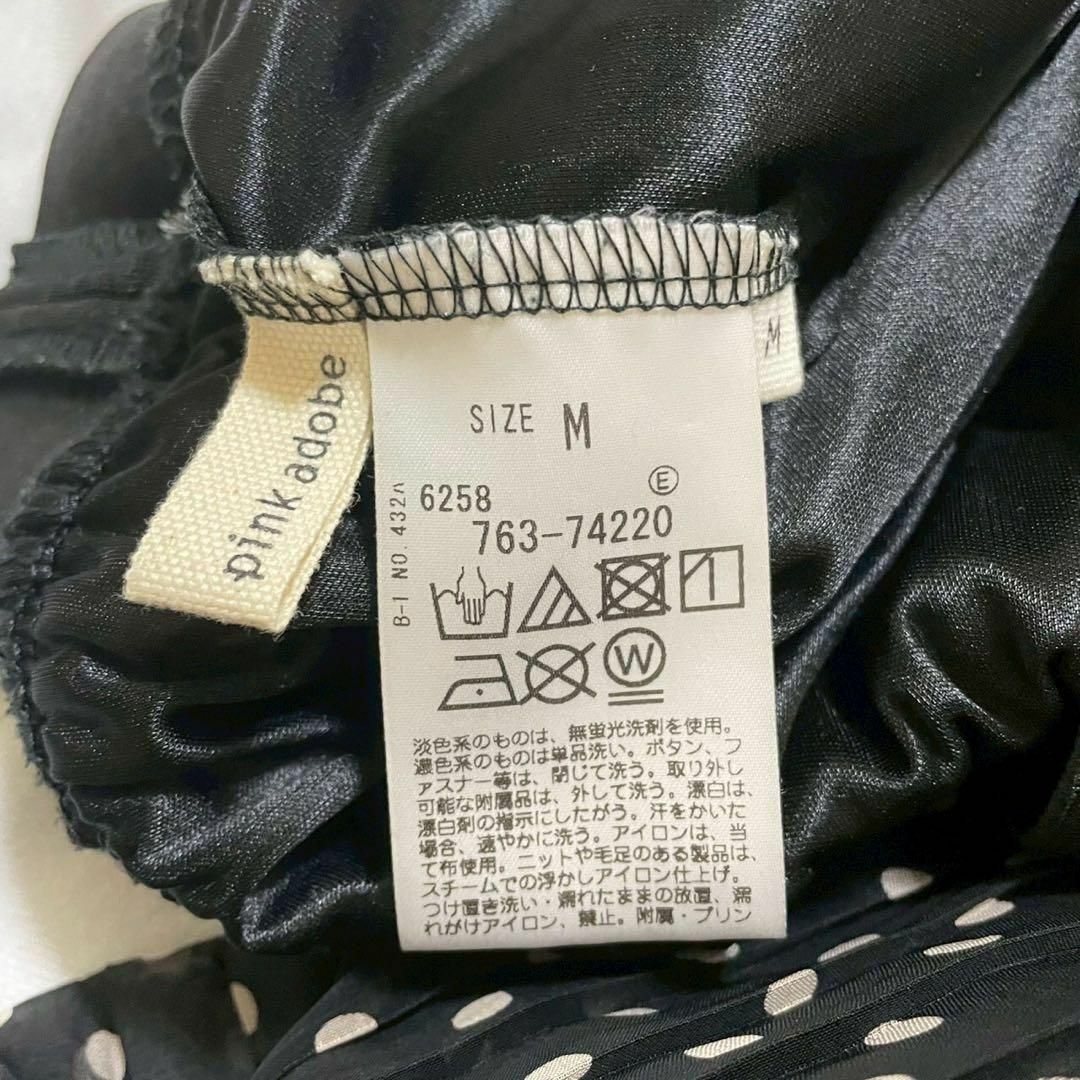 pink adobe
M
SIZE M
B-I NO. 432ハ
6258 E
763-74220
W
淡色系のものは、無蛍光洗剤を使用。
濃色系のものは単品洗い。ボタン、フ
ァスナー等は、閉じて洗う。取り外し
可能な附属品は、外して洗う。漂白は、
漂白剤の指示にしたがう。汗をかいた
場合、速やかに洗う。アイロンは、当
て布使用。ニットや毛足のある製品は、
スチームでの浮かしアイロン仕上げ。
つけ置き洗い・濡れたままの放置、濡
れがけアイロン、禁止。附属・プリン